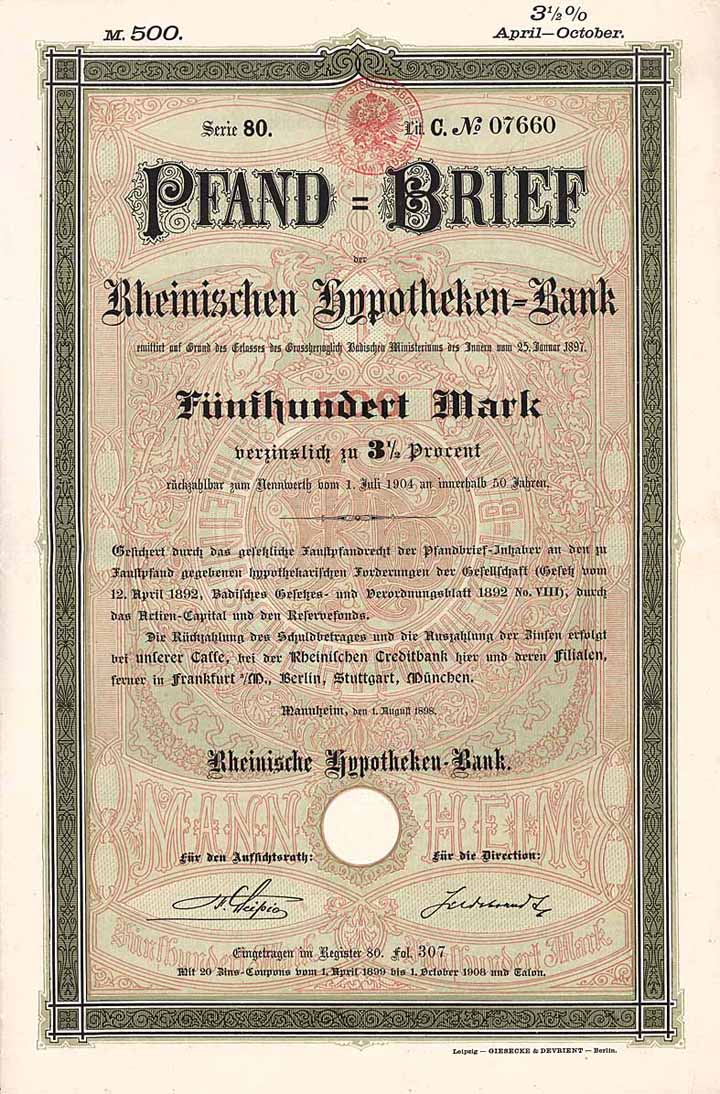 M. 500.
3½%
April—October.
Serie 80.
Lit. C. № 07660
PFAND = BRIEF
der
Rheinischen Hypotheken-Bank
emittirt auf Grund des Erlasses des Grossherzoglich Badischen Ministeriums des Innern vom 25. Januar 1897.
500
Fünfhundert Mark
verzinslich zu 3½ Procent
rückzahlbar zum Nennwerth vom 1. Juli 1904 an innerhalb 50 Jahren.
Gesichert durch das gesetzliche Faustpfandrecht der Pfandbrief-Inhaber an den zu
Faustpfand gegebenen hypothekarischen Forderungen der Gesellschaft (Gesetz vom
12. April 1892, Badisches Gesetzes- und Verordnungsblatt 1892 No. VIII), durch
das Actien-Capital und den Reservefonds.
Die Rückzahlung des Schuldbetrages und die Auszahlung der Zinsen erfolgt
bei unserer Casse, bei der Rheinischen Creditbank hier und deren Filialen,
ferner in Frankfurt a/M., Berlin, Stuttgart, München.
Mannheim, den 1. August 1898.
Rheinische Hypotheken-Bank.
MANNHEIM
Für den Aufsichtsrath:
Für die Direction:
Eingetragen im Register 80. Fol. 307
Fünfhundert Mark
Fünfhundert Mark
Mit 20 Zins-Coupons vom 1. April 1899 bis 1. October 1908 und Talon.
Leipzig — GIESECKE & DEVRIENT — Berlin.